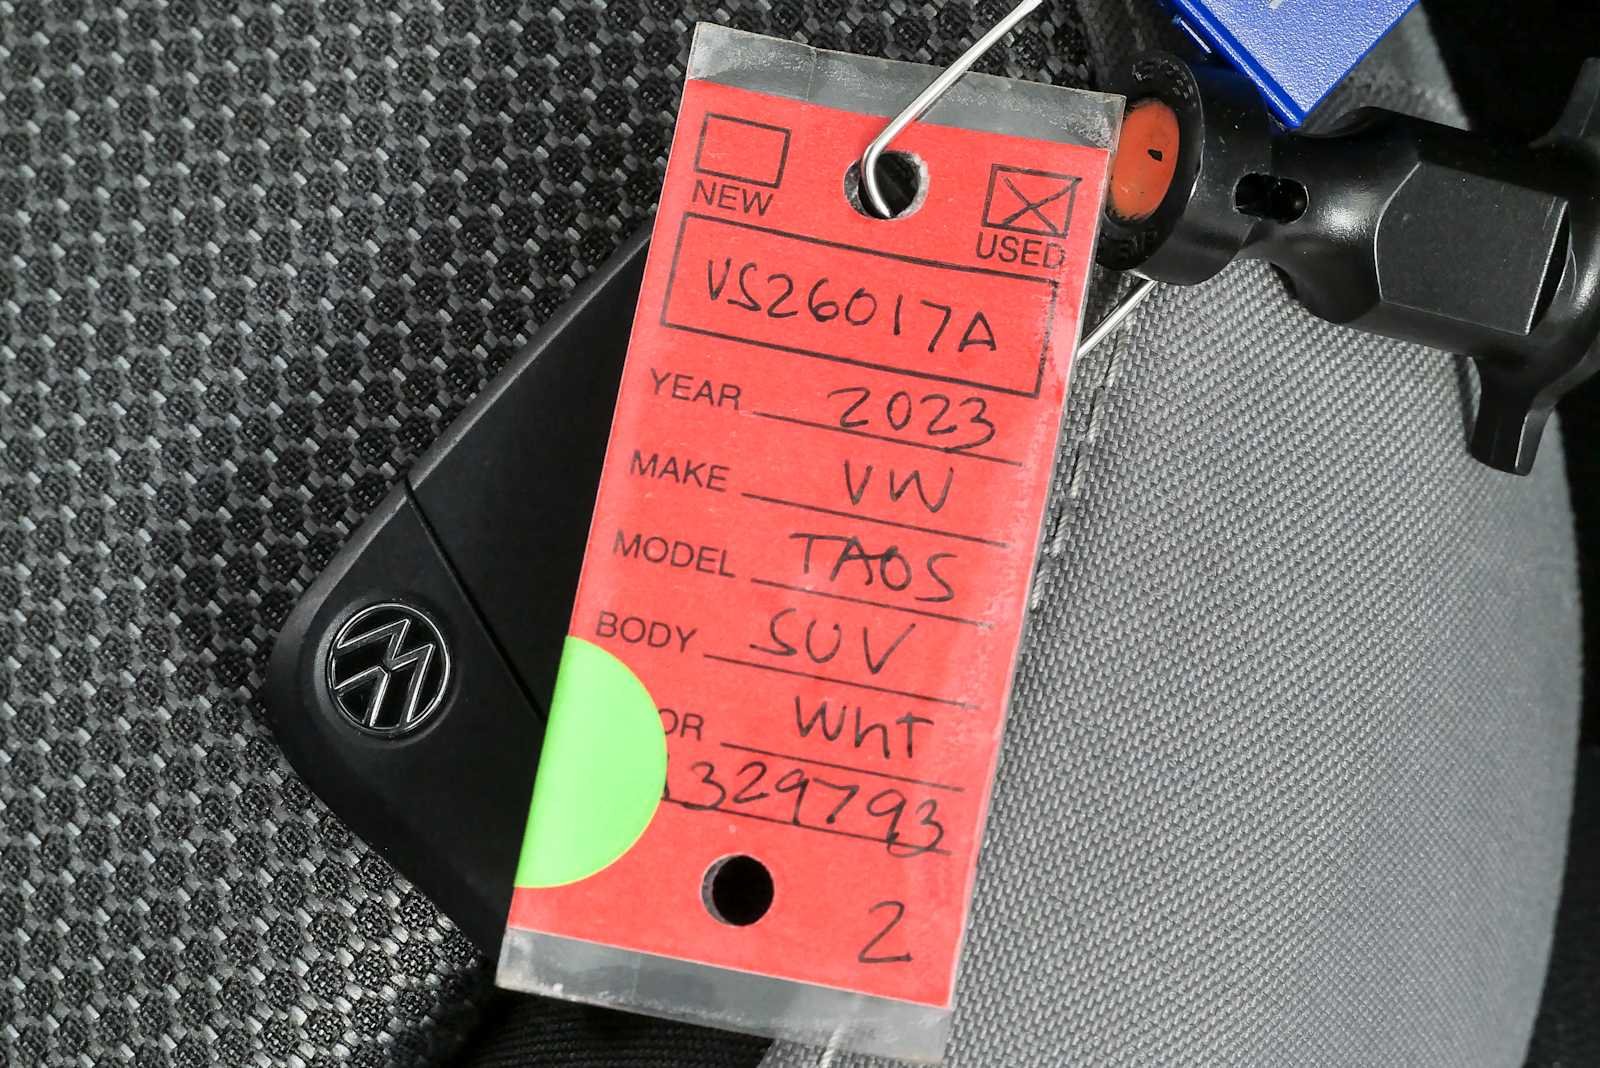 NEW
USED
VS26017A
YEAR 2023
MAKE VW
MODEL TAOS
BODY SUV
OR WhT
329793
2